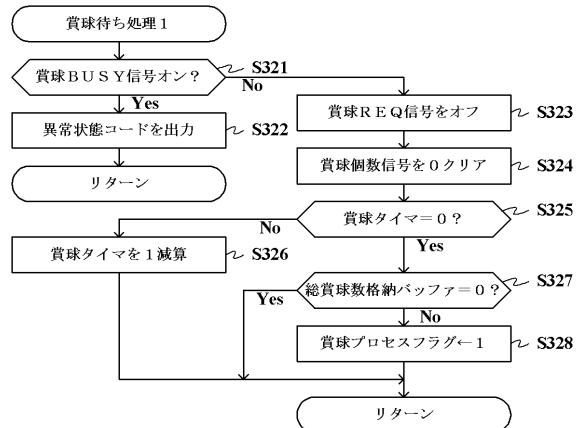 賞球待ち処理1
賞球BUSY信号オン?
S321
No
Yes
異常状態コードを出力
S322
リターン
賞球REQ信号をオフ
S323
賞球個数信号を0クリア
S324
賞球タイマ=0?
S325
No
Yes
賞球タイマを1減算
S326
総賞球数格納バッファ=0?
S327
Yes
No
賞球プロセスフラグ←1
S328
リターン